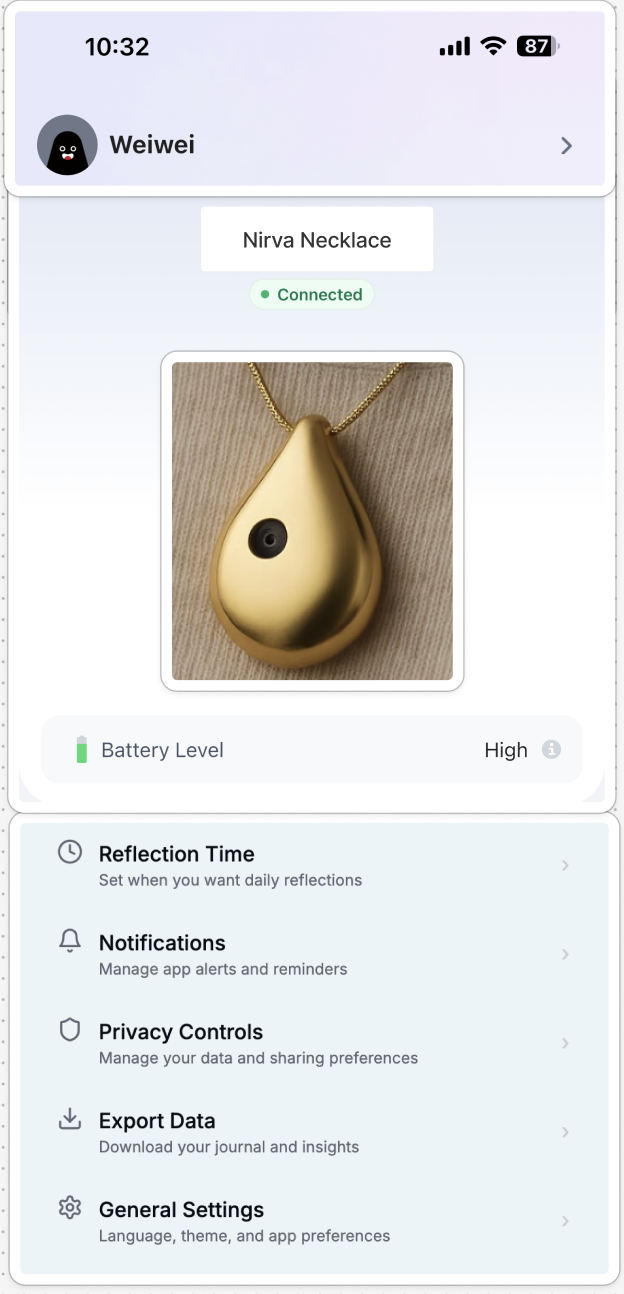 10:32
87
Weiwei
Nirva Necklace
Connected
Battery Level
High
Reflection Time
Set when you want daily reflections
Notifications
Manage app alerts and reminders
Privacy Controls
Manage your data and sharing preferences
Export Data
Download your journal and insights
General Settings
Language, theme, and app preferences